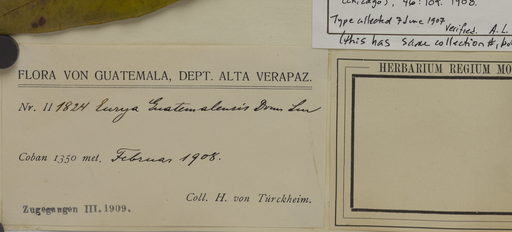 (Chicago), 46: 109. 1908.
Type collected 7 June 1907
Verified. A. L.
(this has same collection #, bu
FLORA VON GUATEMALA, DEPT. ALTA VERAPAZ.
Nr. II 1824 Eurya Guatemalensis Donn Sm
Coban 1350 met. Februar 1908.
Coll. H. von Türckheim.
Zugegangen III. 1909.
HERBARIUM REGIUM MO